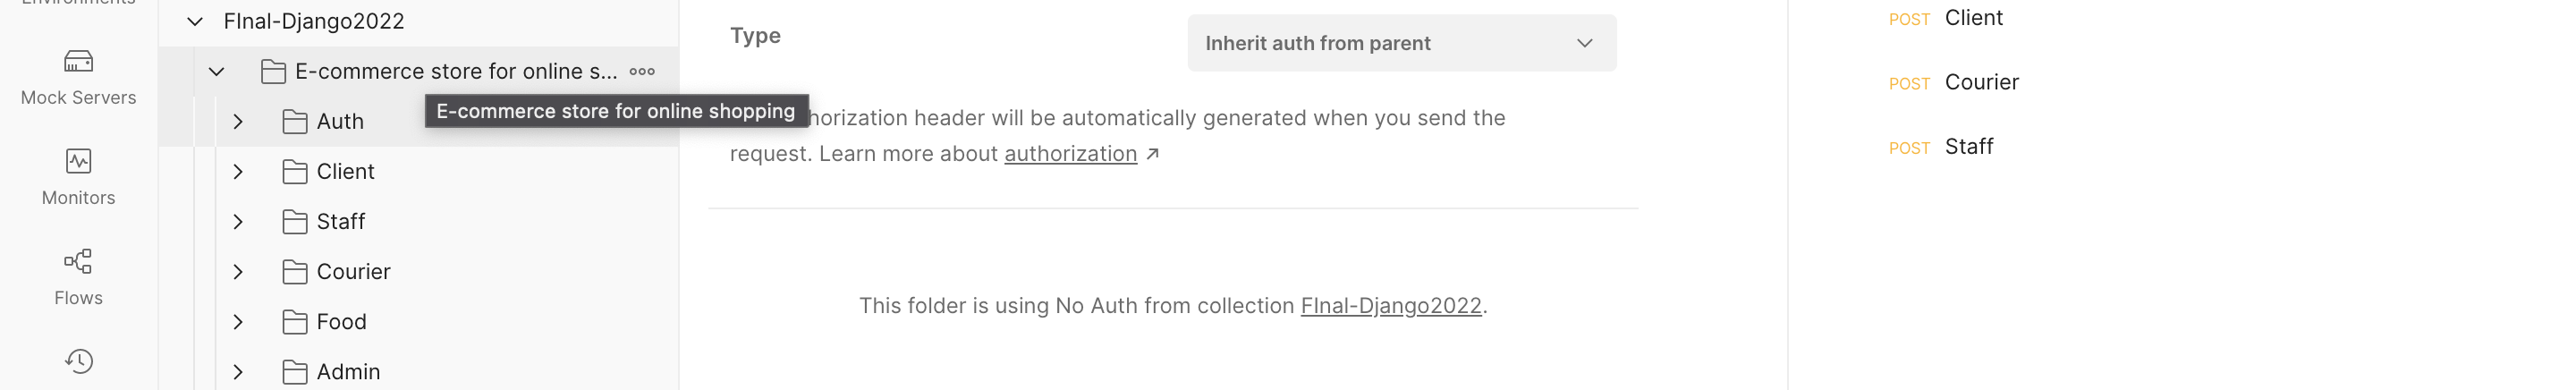 Environments
Mock Servers
Monitors
Flows
FInal-Django2022
E-commerce store for online s...
E-commerce store for online shopping
Auth
Client
Staff
Courier
Food
Admin
Type
Inherit auth from parent
horization header will be automatically generated when you send the
request. Learn more about authorization
This folder is using No Auth from collection FInal-Django2022.
POST Client
POST Courier
POST Staff